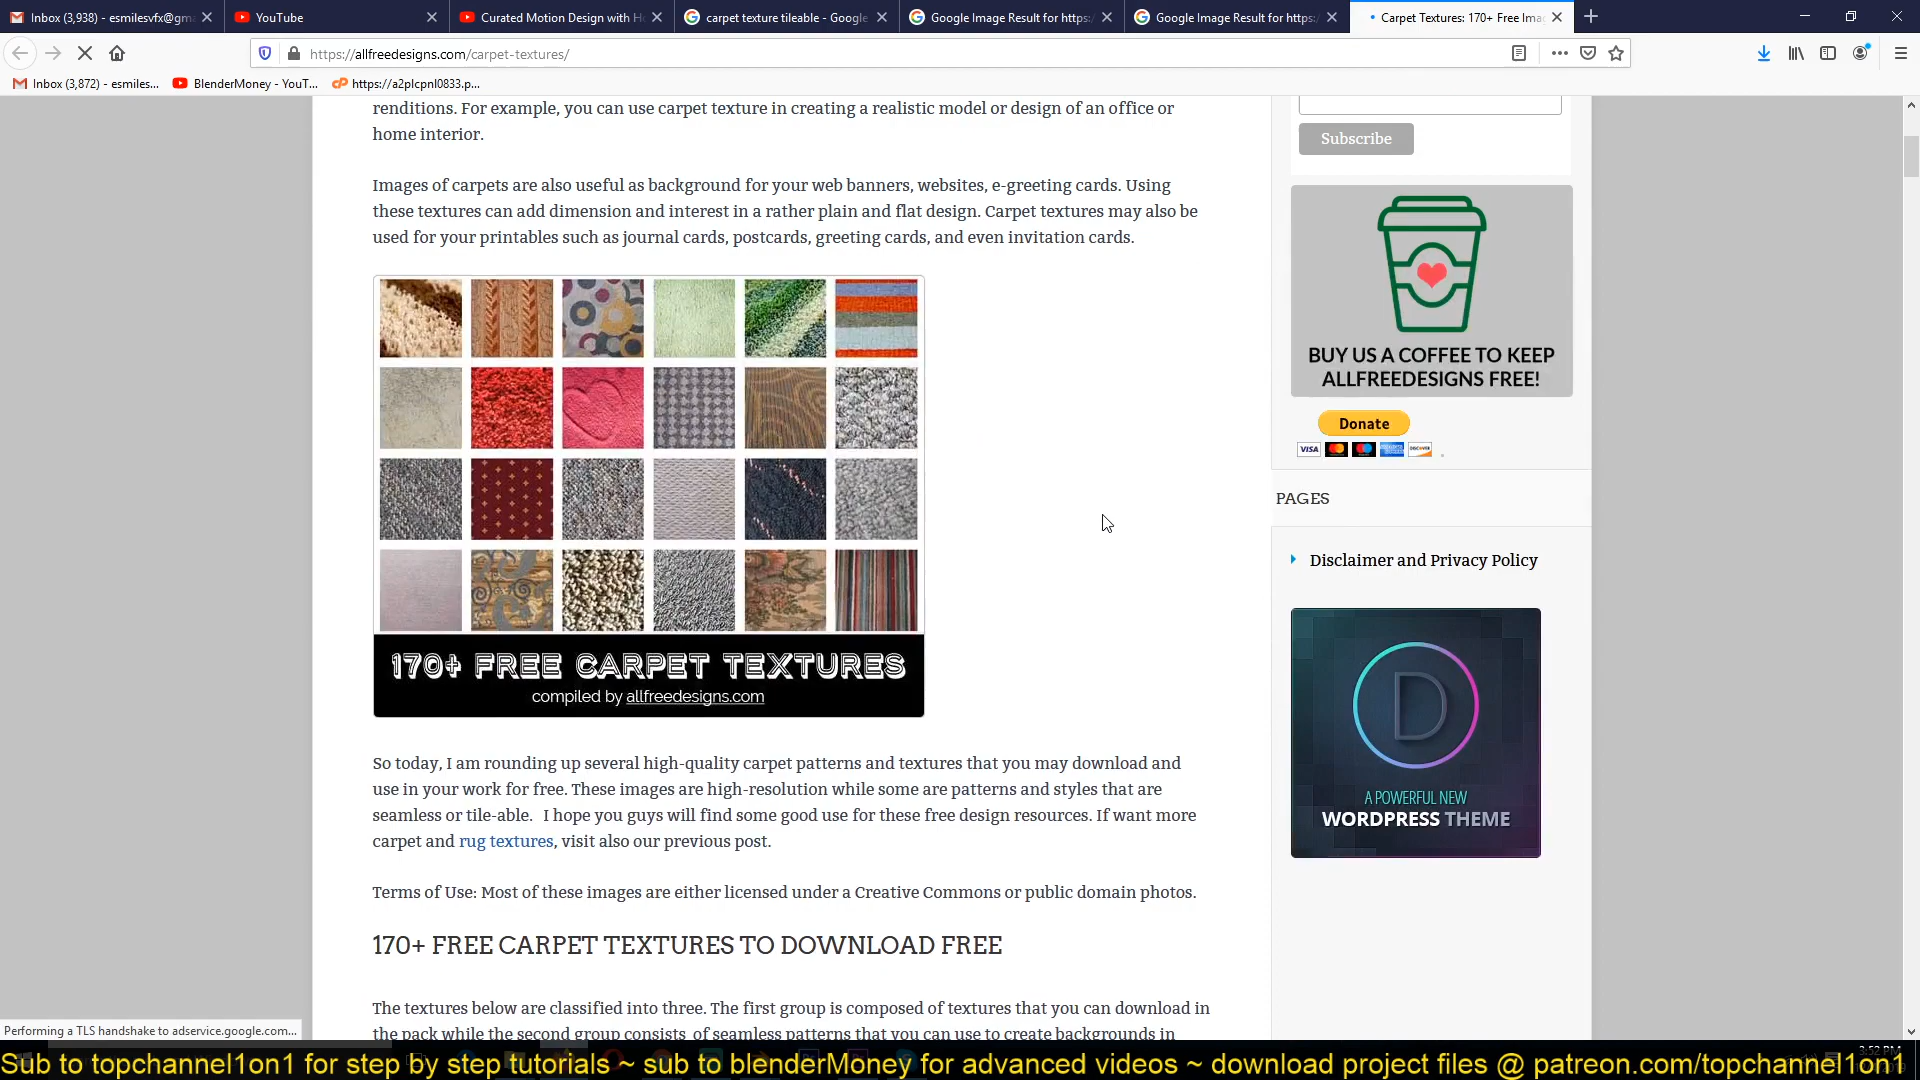 Inbox (3,938) - esmilesvfx@gm
YouTube
Curated Motion Design with H
carpet texture tileable - Google
Google Image Result for https:
Google Image Result for https:
Carpet Textures: 170+ Free Ima
https://allfreedesigns.com/carpet-textures/
Inbox (3,872) - esmiles...
BlenderMoney - YouT...
https://a2plcpnl0833.p...
renditions. For example, you can use carpet texture in creating a realistic model or design of an office or
home interior.
Images of carpets are also useful as background for your web banners, websites, e-greeting cards. Using
these textures can add dimension and interest in a rather plain and flat design. Carpet textures may also be
used for your printables such as journal cards, postcards, greeting cards, and even invitation cards.
170+ FREE CARPET TEXTURES
compiled by allfreedesigns.com
So today, I am rounding up several high-quality carpet patterns and textures that you may download and
use in your work for free. These images are high-resolution while some are patterns and styles that are
seamless or tile-able. I hope you guys will find some good use for these free design resources. If want more
carpet and rug textures, visit also our previous post.
Terms of Use: Most of these images are either licensed under a Creative Commons or public domain photos.
170+ FREE CARPET TEXTURES TO DOWNLOAD FREE
The textures below are classified into three. The first group is composed of textures that you can download in
the pack while the second group consists of seamless patterns that you can use to create backgrounds in
Subscribe
BUY US A COFFEE TO KEEP
ALLFREEDESIGNS FREE!
Donate
VISA
DISCOVER
PAGES
Disclaimer and Privacy Policy
D
A POWERFUL NEW
WORDPRESS THEME
Performing a TLS handshake to adservice.google.com...
3:52 PM
Sub to topchannel1on1 for step by step tutorials ~ sub to blenderMoney for advanced videos ~ download project files @ patreon.com/topchannel1on1